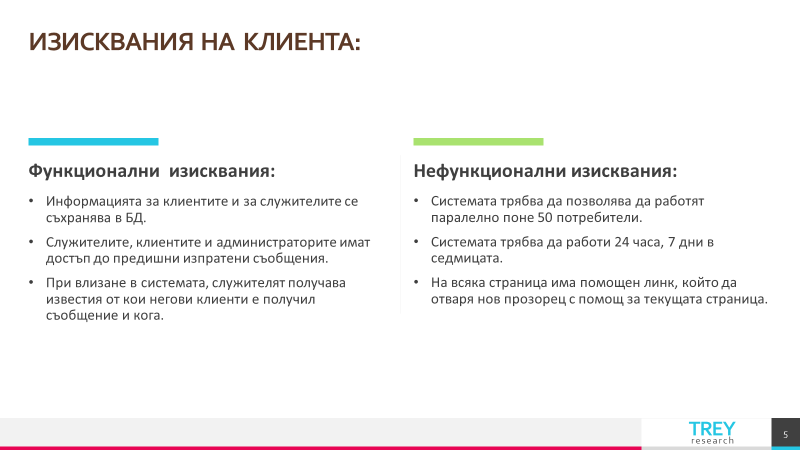 ИЗИСКВАНИЯ НА КЛИЕНТА:
Функционални изисквания:
• Информацията за клиентите и за служителите се
съхранява в БД.
• Служителите, клиентите и администраторите имат
достъп до предишни изпратени съобщения.
• При влизане в системата, служителят получава
известия от кои негови клиенти е получил
съобщение и кога.
Нефункционални изисквания:
• Системата трябва да позволява да работят
паралелно поне 50 потребители.
• Системата трябва да работи 24 часа, 7 дни в
седмицата.
• На всяка страница има помощен линк, който да
отваря нов прозорец с помощ за текущата страница.
TREY
research
5